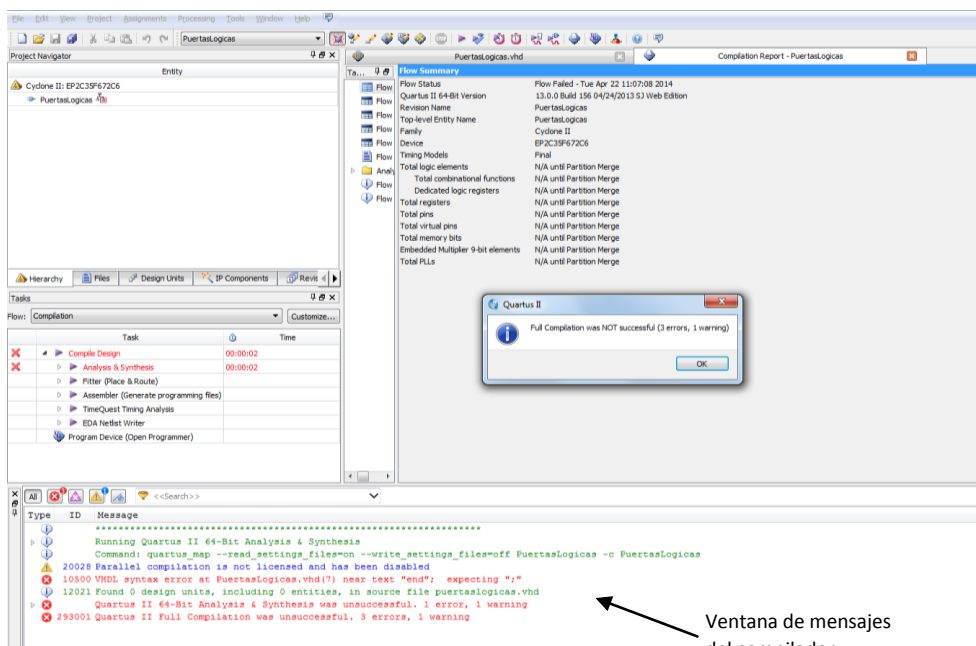 File Edit View Project Assignments Processing Tools Window Help
PuertasLogicas
Project Navigator
Entity
Cyclone II: EP2C35F672C6
PuertasLogicas
Hierarchy Files Design Units IP Components Revis
Tasks
Flow: Compilation Customize...
Task Time
Compile Design 00:00:02
Analysis & Synthesis 00:00:02
Fitter (Place & Route)
Assembler (Generate programming files)
TimeQuest Timing Analysis
EDA Netlist Writer
Program Device (Open Programmer)
PuertasLogicas.vhd Compilation Report - PuertasLogicas
Ta...
Flow
Flow
Flow
Flow
Flow
Flow
Analy
Flow
Flow
Flow Summary
Flow Status Flow Failed - Tue Apr 22 11:07:08 2014
Quartus II 64-Bit Version 13.0.0 Build 156 04/24/2013 SJ Web Edition
Revision Name PuertasLogicas
Top-level Entity Name PuertasLogicas
Family Cyclone II
Device EP2C35F672C6
Timing Models Final
Total logic elements N/A until Partition Merge
Total combinational functions N/A until Partition Merge
Dedicated logic registers N/A until Partition Merge
Total registers N/A until Partition Merge
Total pins N/A until Partition Merge
Total virtual pins N/A until Partition Merge
Total memory bits N/A until Partition Merge
Embedded Multiplier 9-bit elements N/A until Partition Merge
Total PLLs N/A until Partition Merge
Quartus II
Full Compilation was NOT successful (3 errors, 1 warning)
OK
All <<Search>>
Type ID Message
*******************************************************************
Running Quartus II 64-Bit Analysis & Synthesis
Command: quartus_map --read_settings_files=on --write_settings_files=off PuertasLogicas -c PuertasLogicas
20028 Parallel compilation is not licensed and has been disabled
10500 VHDL syntax error at PuertasLogicas.vhd(7) near text "end"; expecting ";"
12021 Found 0 design units, including 0 entities, in source file puertaslogicas.vhd
Quartus II 64-Bit Analysis & Synthesis was unsuccessful. 1 error, 1 warning
293001 Quartus II Full Compilation was unsuccessful. 3 errors, 1 warning
Ventana de mensajes
del compilador